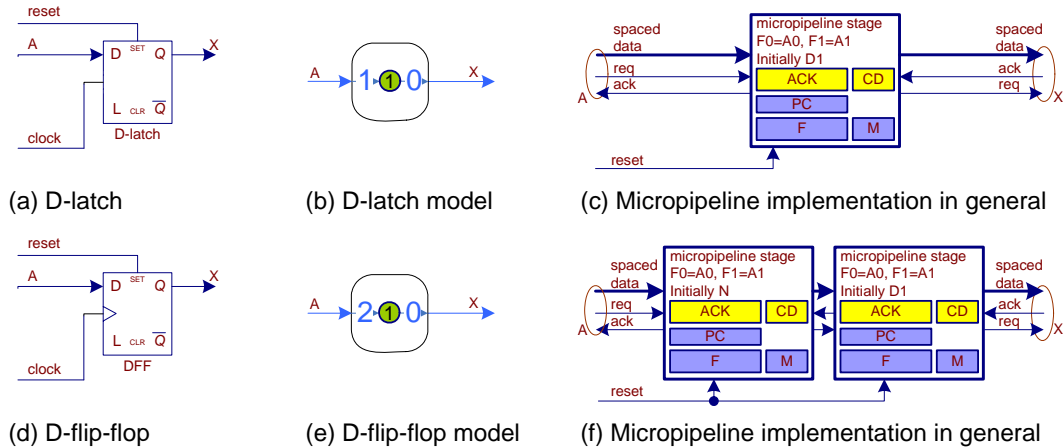 reset
A
X
D SET Q
L CLR Q
D-latch
clock
(a) D-latch
A
1 1 0
X
(b) D-latch model
spaced
data
req
ack
A
micropipeline stage
F0=A0, F1=A1
Initially D1
ACK CD
PC
F M
spaced
data
ack
req
X
reset
(c) Micropipeline implementation in general
reset
A
X
D SET Q
L CLR Q
DFF
clock
(d) D-flip-flop
A
2 1 0
X
(e) D-flip-flop model
spaced
data
req
ack
A
micropipeline stage
F0=A0, F1=A1
Initially N
ACK CD
PC
F M
micropipeline stage
F0=A0, F1=A1
Initially D1
ACK CD
PC
F M
spaced
data
ack
req
X
reset
(f) Micropipeline implementation in general